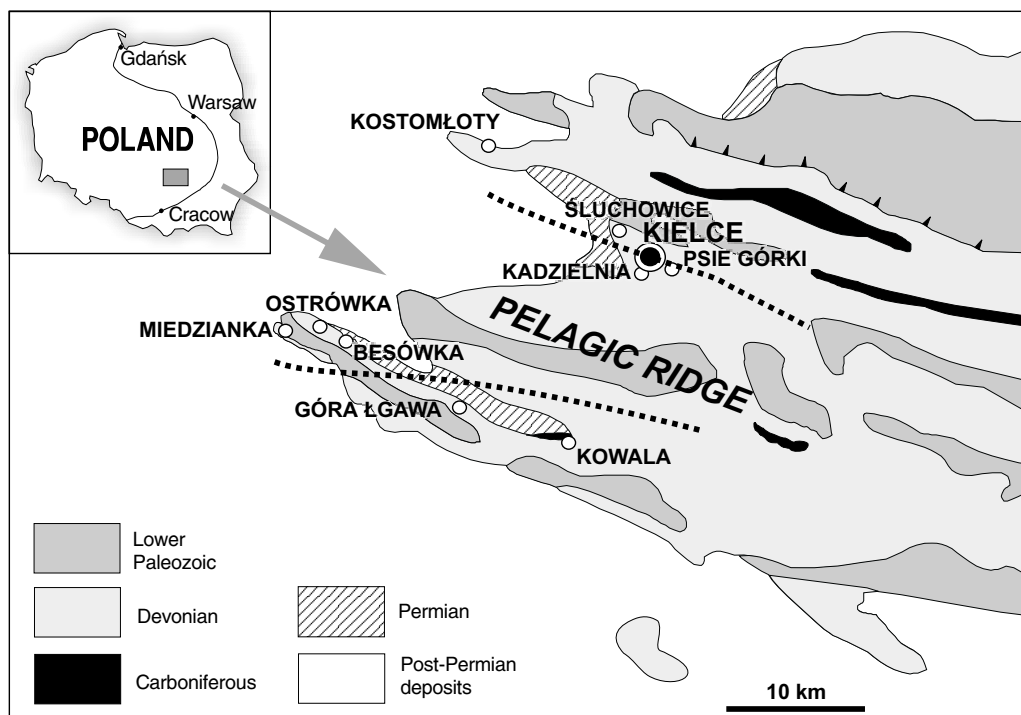 Gdańsk
Warsaw
POLAND
Cracow
KOSTOMŁOTY
ŚLUCHOWICE
KIELCE
PSIE GÓRKI
KADZIELNIA
OSTRÓWKA
MIEDZIANKA
BESÓWKA
PELAGIC RIDGE
GÓRA ŁGAWA
KOWALA
Lower
Paleozoic
Devonian
Permian
Carboniferous
Post-Permian
deposits
10 km